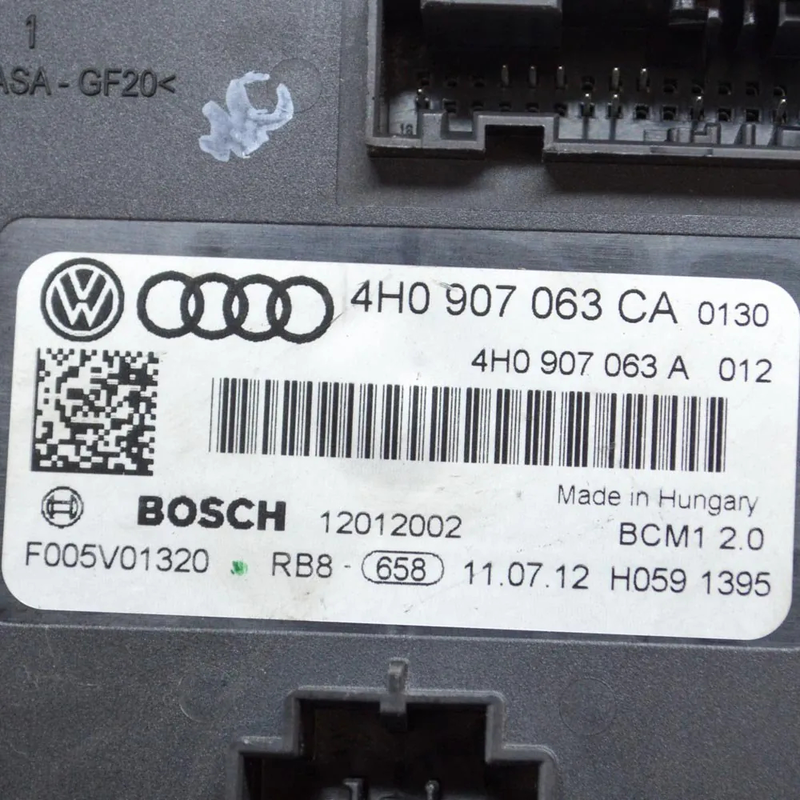 1
ASA - GF20<
18
4H0 907 063 CA 0130
4H0 907 063 A 012
Made in Hungary
BOSCH 12012002
BCM1 2.0
F005V01320 RB8 - 658 11.07.12 H059 1395